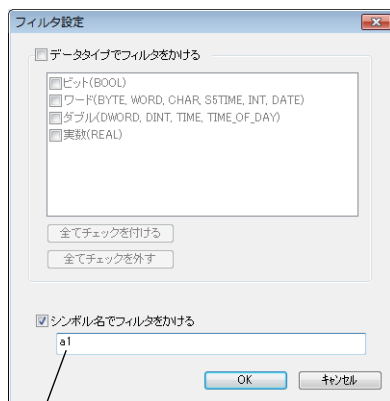 フィルタ設定
データタイプでフィルタをかける
ビット(BOOL)
ワード(BYTE, WORD, CHAR, S5TIME, INT, DATE)
ダブル(DWORD, DINT, TIME, TIME_OF_DAY)
実数(REAL)
全てチェックを付ける
全てチェックを外す
シンボル名でフィルタをかける
a1
OK
キャンセル